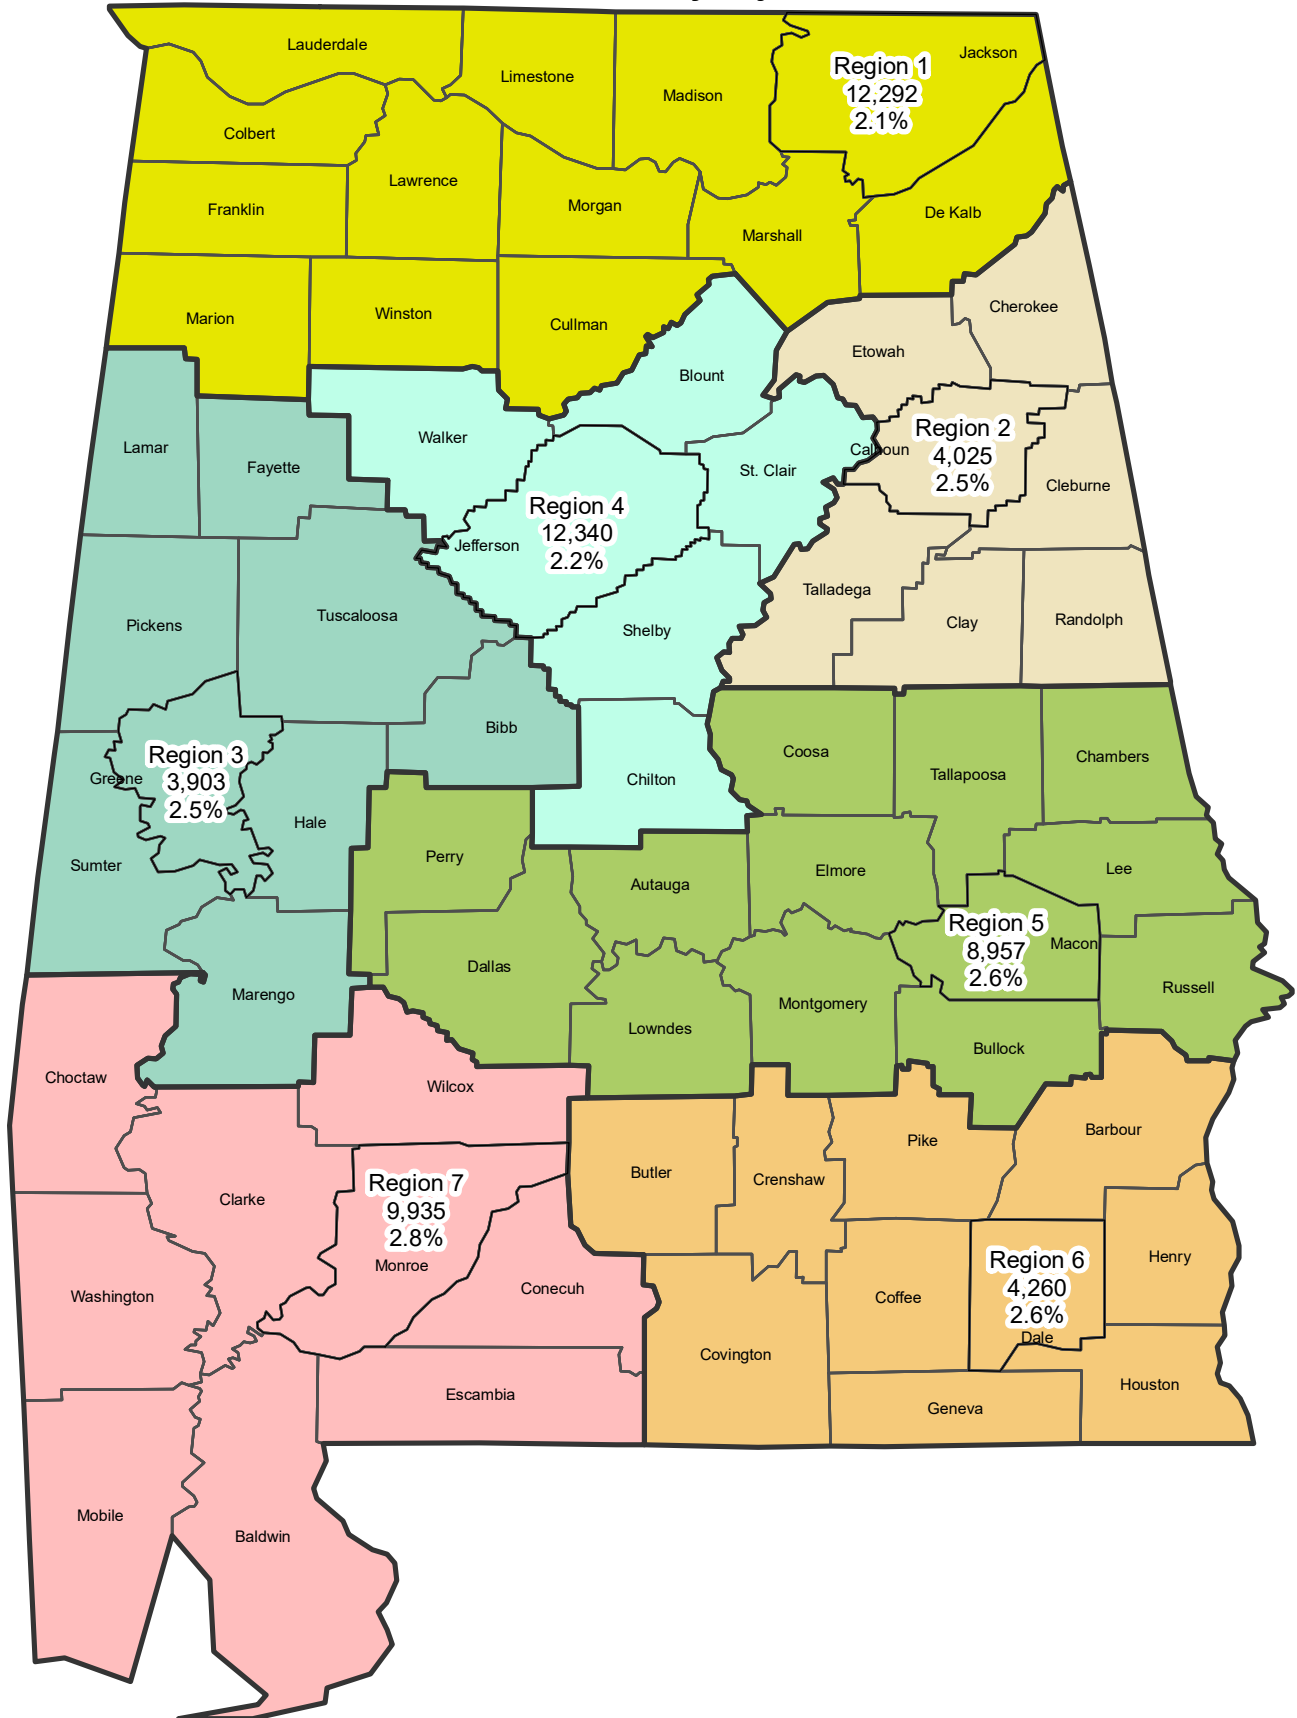 Lauderdale
Limestone
Madison
Jackson
Region 1
12,292
2.1%
Colbert
Lawrence
Franklin
Morgan
De Kalb
Marshall
Cherokee
Marion
Winston
Cullman
Etowah
Blount
Walker
Lamar
Fayette
St. Clair
Calhoun
Region 2
4,025
2.5%
Cleburne
Region 4
12,340
2.2%
Jefferson
Talladega
Pickens
Tuscaloosa
Shelby
Clay
Randolph
Bibb
Coosa
Tallapoosa
Chambers
Region 3
3,903
2.5%
Greene
Chilton
Hale
Sumter
Perry
Autauga
Elmore
Lee
Region 5
8,957
2.6%
Macon
Dallas
Marengo
Montgomery
Russell
Lowndes
Bullock
Choctaw
Wilcox
Barbour
Pike
Butler
Crenshaw
Clarke
Region 7
9,935
2.8%
Monroe
Region 6
4,260
2.6%
Dale
Henry
Washington
Conecuh
Coffee
Covington
Houston
Escambia
Geneva
Mobile
Baldwin